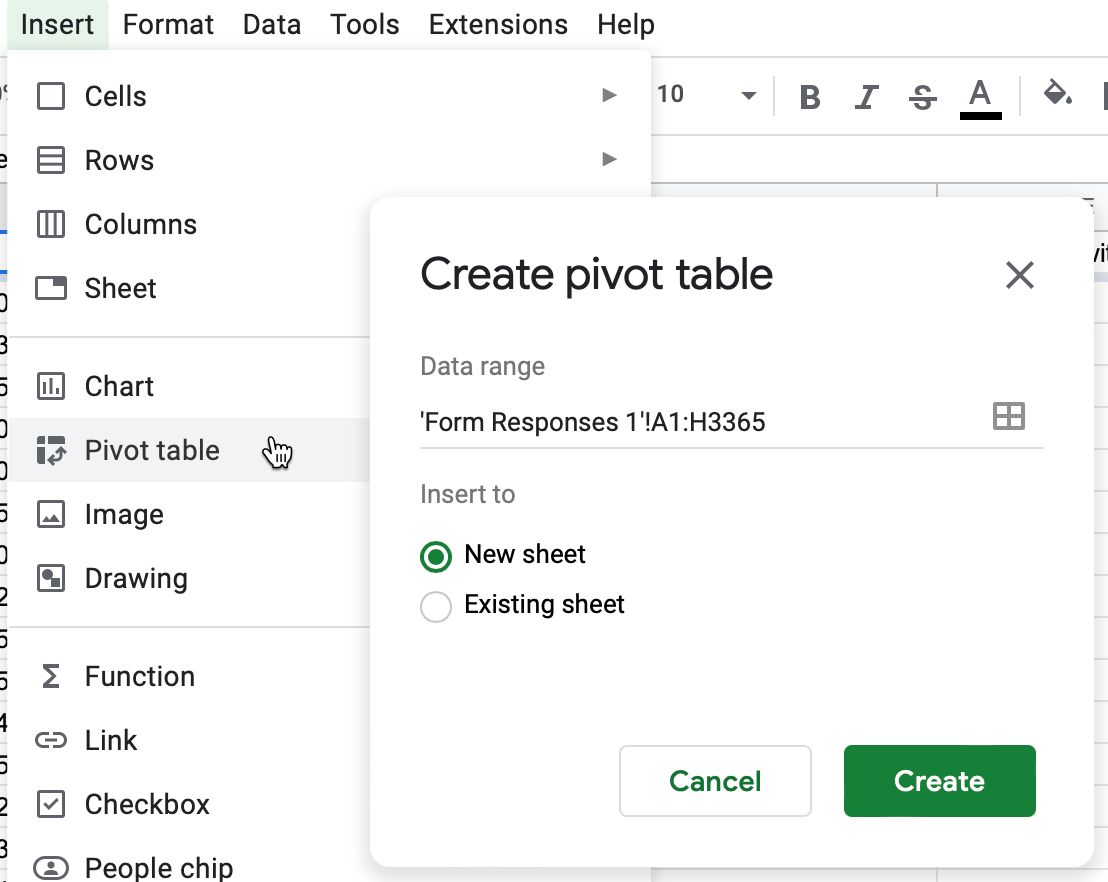 Insert Format Data Tools Extensions Help
Cells
10 B I S A
Rows
Columns
Sheet
Create pivot table
Data range
Chart
'Form Responses 1'!A1:H3365
Pivot table
Insert to
Image
New sheet
Drawing
Existing sheet
Function
Link
Cancel Create
Checkbox
People chip